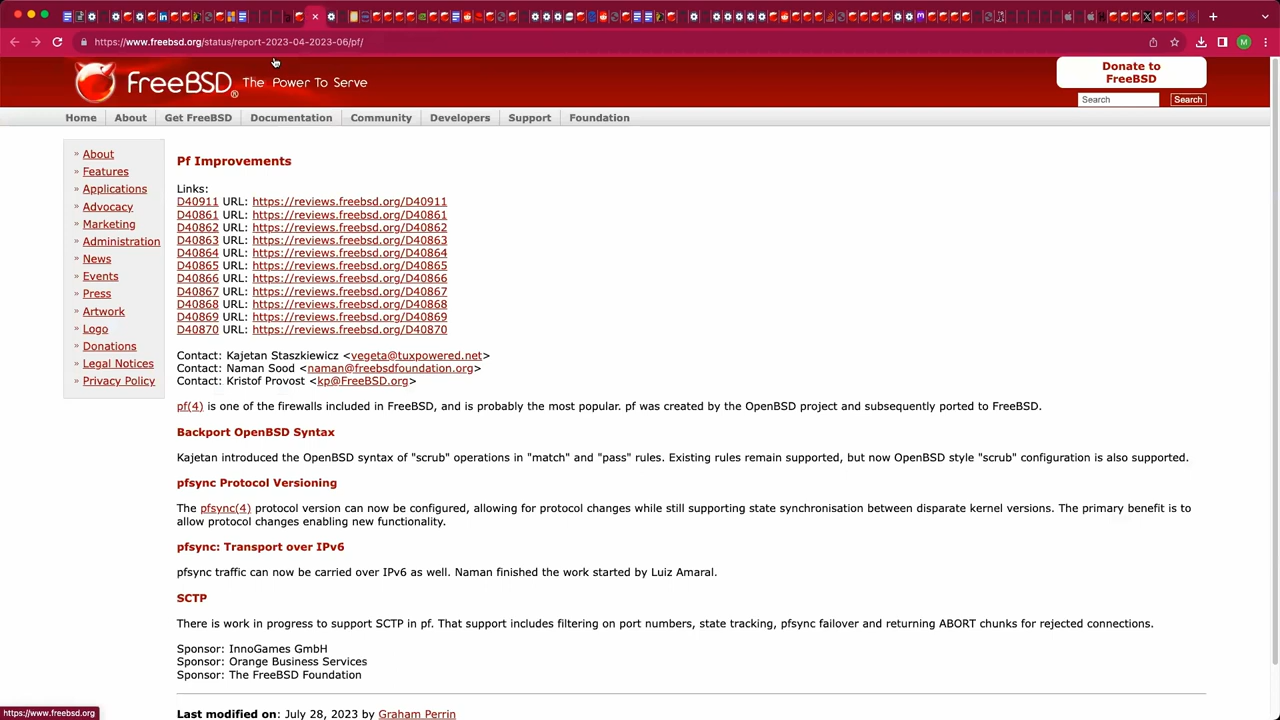 https://www.freebsd.org/status/report-2023-04-2023-06/pf/
M
FreeBSD® The Power To Serve
Donate to
FreeBSD
Search Search
Home About Get FreeBSD Documentation Community Developers Support Foundation
» About
» Features
» Applications
» Advocacy
» Marketing
» Administration
» News
» Events
» Press
» Artwork
» Logo
» Donations
» Legal Notices
» Privacy Policy
Pf Improvements
Links:
D40911 URL: https://reviews.freebsd.org/D40911
D40861 URL: https://reviews.freebsd.org/D40861
D40862 URL: https://reviews.freebsd.org/D40862
D40863 URL: https://reviews.freebsd.org/D40863
D40864 URL: https://reviews.freebsd.org/D40864
D40865 URL: https://reviews.freebsd.org/D40865
D40866 URL: https://reviews.freebsd.org/D40866
D40867 URL: https://reviews.freebsd.org/D40867
D40868 URL: https://reviews.freebsd.org/D40868
D40869 URL: https://reviews.freebsd.org/D40869
D40870 URL: https://reviews.freebsd.org/D40870
Contact: Kajetan Staszkiewicz <vegeta@tuxpowered.net>
Contact: Naman Sood <naman@freebsdfoundation.org>
Contact: Kristof Provost <kp@FreeBSD.org>
pf(4) is one of the firewalls included in FreeBSD, and is probably the most popular. pf was created by the OpenBSD project and subsequently ported to FreeBSD.
Backport OpenBSD Syntax
Kajetan introduced the OpenBSD syntax of "scrub" operations in "match" and "pass" rules. Existing rules remain supported, but now OpenBSD style "scrub" configuration is also supported.
pfsync Protocol Versioning
The pfsync(4) protocol version can now be configured, allowing for protocol changes while still supporting state synchronisation between disparate kernel versions. The primary benefit is to
allow protocol changes enabling new functionality.
pfsync: Transport over IPv6
pfsync traffic can now be carried over IPv6 as well. Naman finished the work started by Luiz Amaral.
SCTP
There is work in progress to support SCTP in pf. That support includes filtering on port numbers, state tracking, pfsync failover and returning ABORT chunks for rejected connections.
Sponsor: InnoGames GmbH
Sponsor: Orange Business Services
Sponsor: The FreeBSD Foundation
Last modified on: July 28, 2023 by Graham Perrin
https://www.freebsd.org